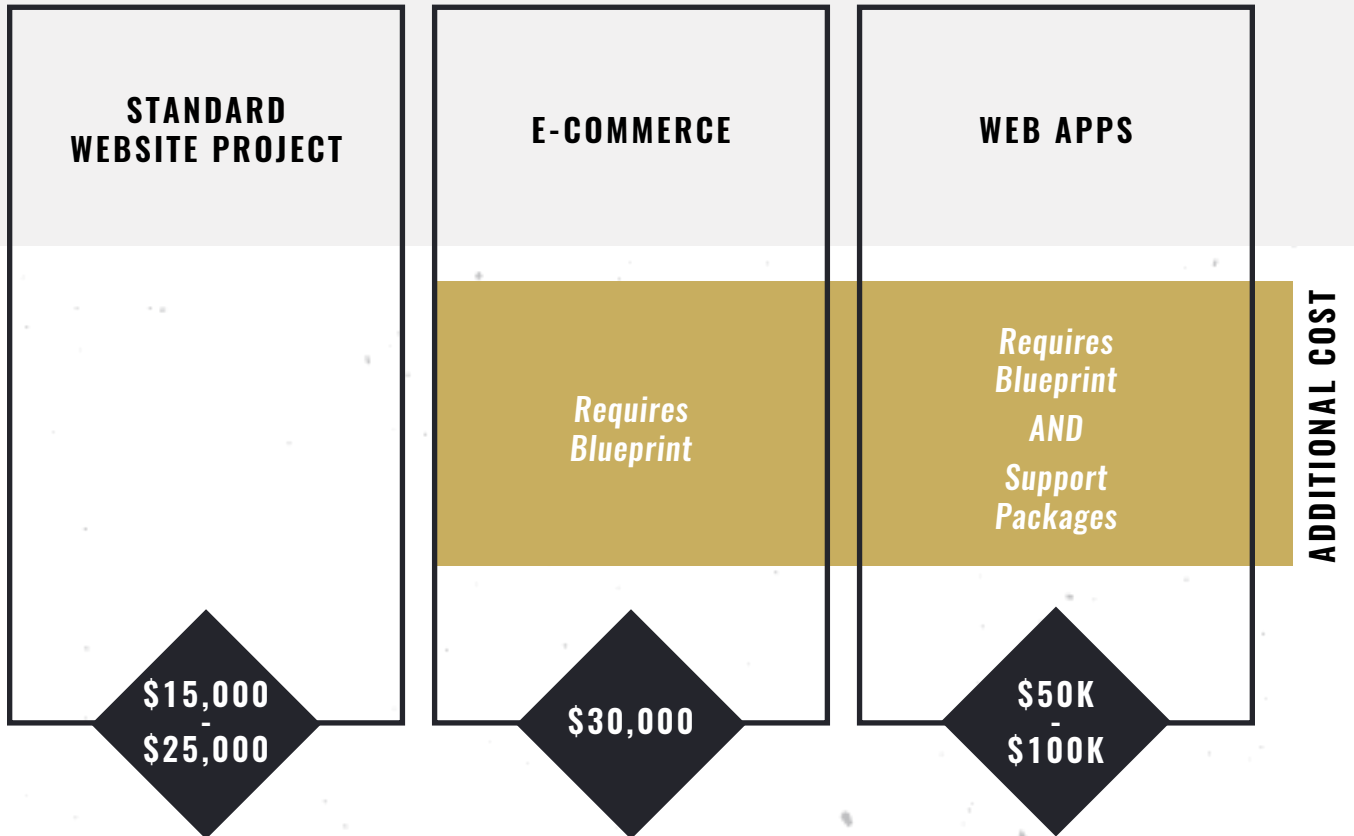 STANDARD
WEBSITE PROJECT
E-COMMERCE
WEB APPS
Requires
Blueprint
Requires
Blueprint
AND
Support
Packages
ADDITIONAL COST
$15,000
-
$25,000
$30,000
$50K
-
$100K